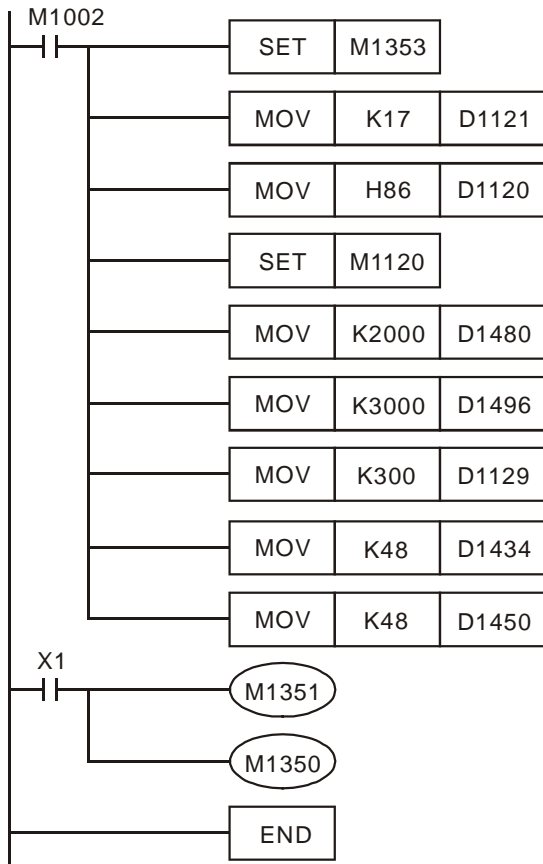 M1002
SET M1353
MOV K17 D1121
MOV H86 D1120
SET M1120
MOV K2000 D1480
MOV K3000 D1496
MOV K300 D1129
MOV K48 D1434
MOV K48 D1450
X1
M1351
M1350
END